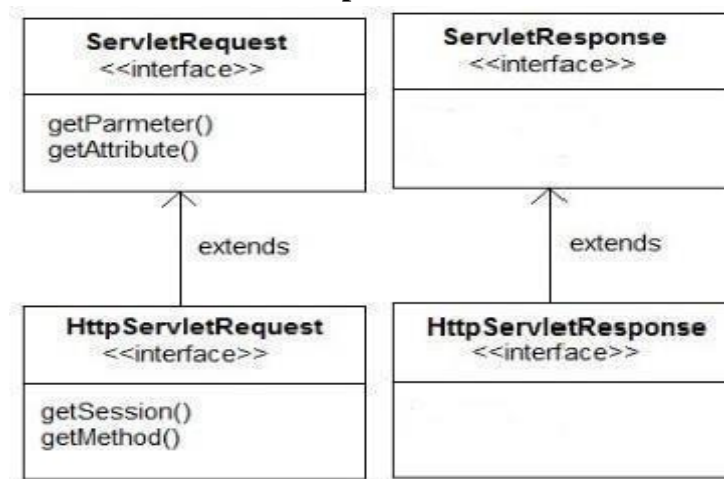 ServletRequest
<<interface>>
getParmeter()
getAttribute()
ServletResponse
<<interface>>
extends
extends
HttpServletRequest
<<interface>>
getSession()
getMethod()
HttpServletResponse
<<interface>>